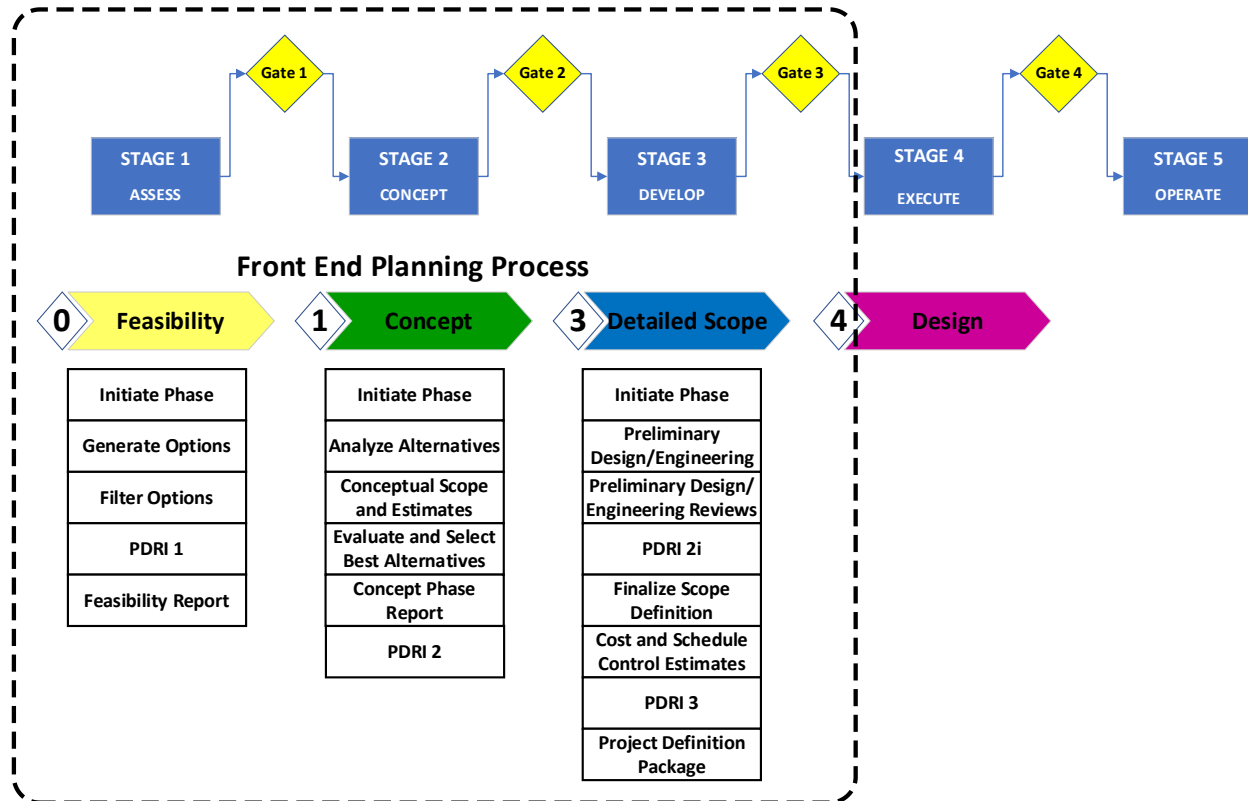 Gate 1
Gate 2
Gate 3
Gate 4
STAGE 1
ASSESS
STAGE 2
CONCEPT
STAGE 3
DEVELOP
STAGE 4
EXECUTE
STAGE 5
OPERATE
Front End Planning Process
0
Feasibility
1
Concept
3
Detailed Scope
4
Design
Initiate Phase
Generate Options
Filter Options
PDRI 1
Feasibility Report
Initiate Phase
Analyze Alternatives
Conceptual Scope
and Estimates
Evaluate and Select
Best Alternatives
Concept Phase
Report
PDRI 2
Initiate Phase
Preliminary
Design/Engineering
Preliminary Design/
Engineering Reviews
PDRI 2i
Finalize Scope
Definition
Cost and Schedule
Control Estimates
PDRI 3
Project Definition
Package